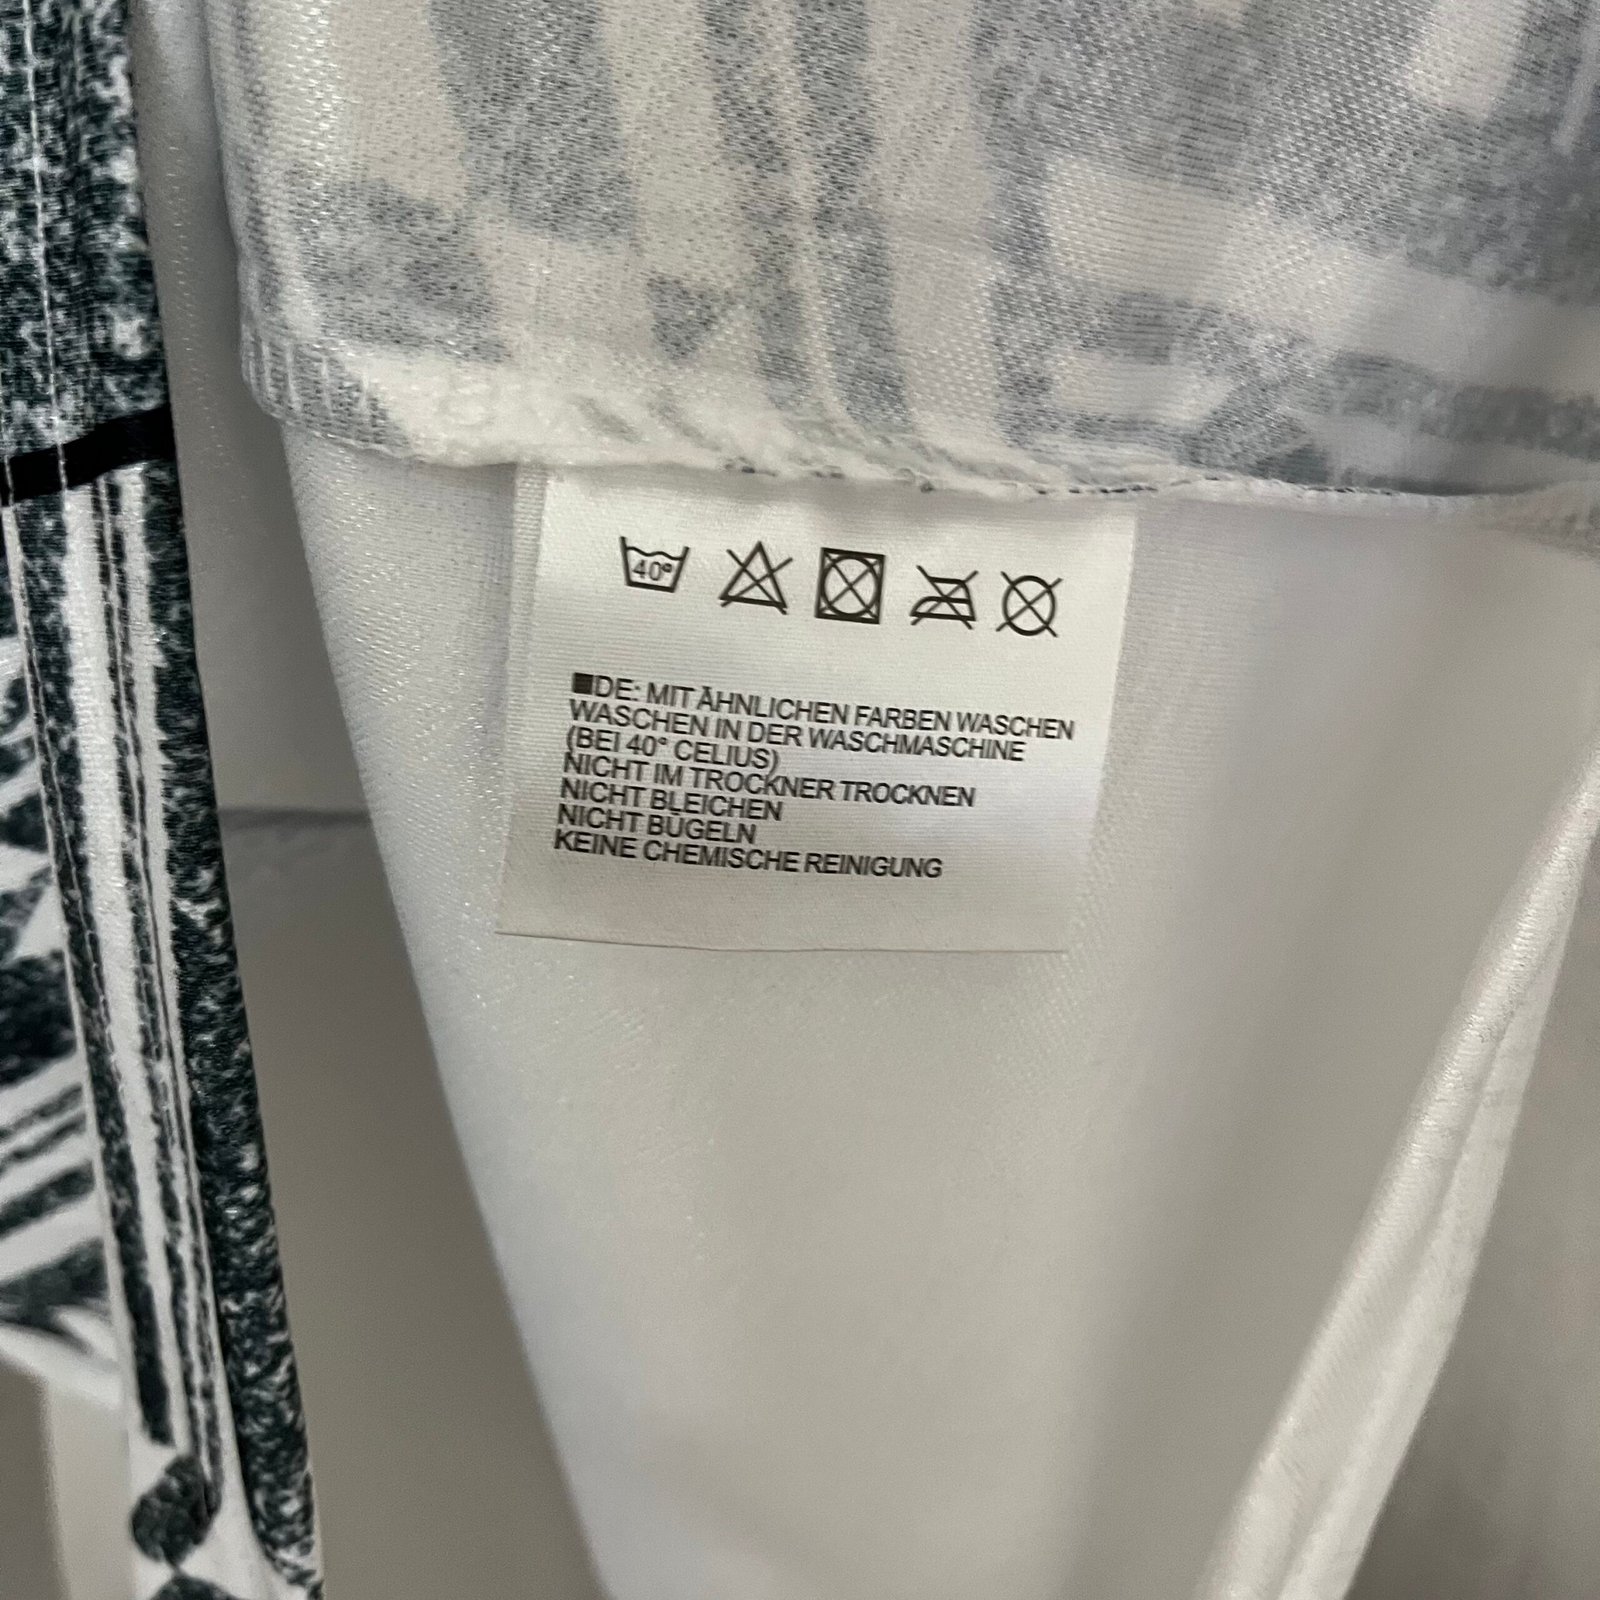 40°
DE: MIT ÄHNLICHEN FARBEN WASCHEN
WASCHEN IN DER WASCHMASCHINE
(BEI 40° CELIUS)
NICHT IM TROCKNER TROCKNEN
NICHT BLEICHEN
NICHT BÜGELN
KEINE CHEMISCHE REINIGUNG